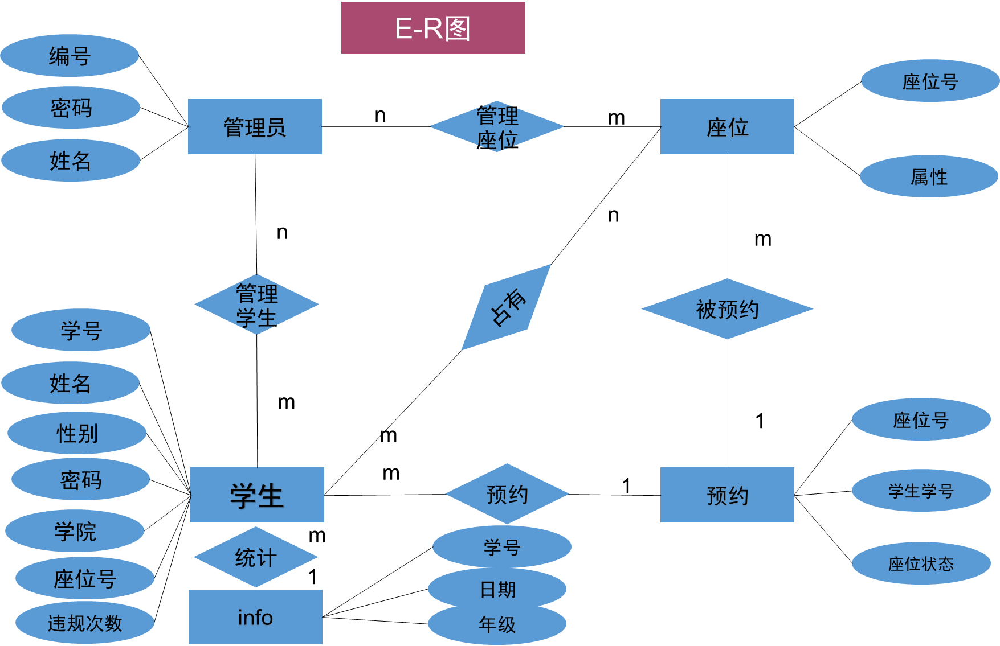 E-R图
编号
密码
姓名
管理员
n
管理
座位
m
座位
座位号
属性
n
n
m
管理
学生
占有
被预约
m
m
1
学号
姓名
性别
密码
学院
座位号
违规次数
学生
m
预约
1
预约
座位号
学生学号
座位状态
统计
m
1
info
学号
日期
年级